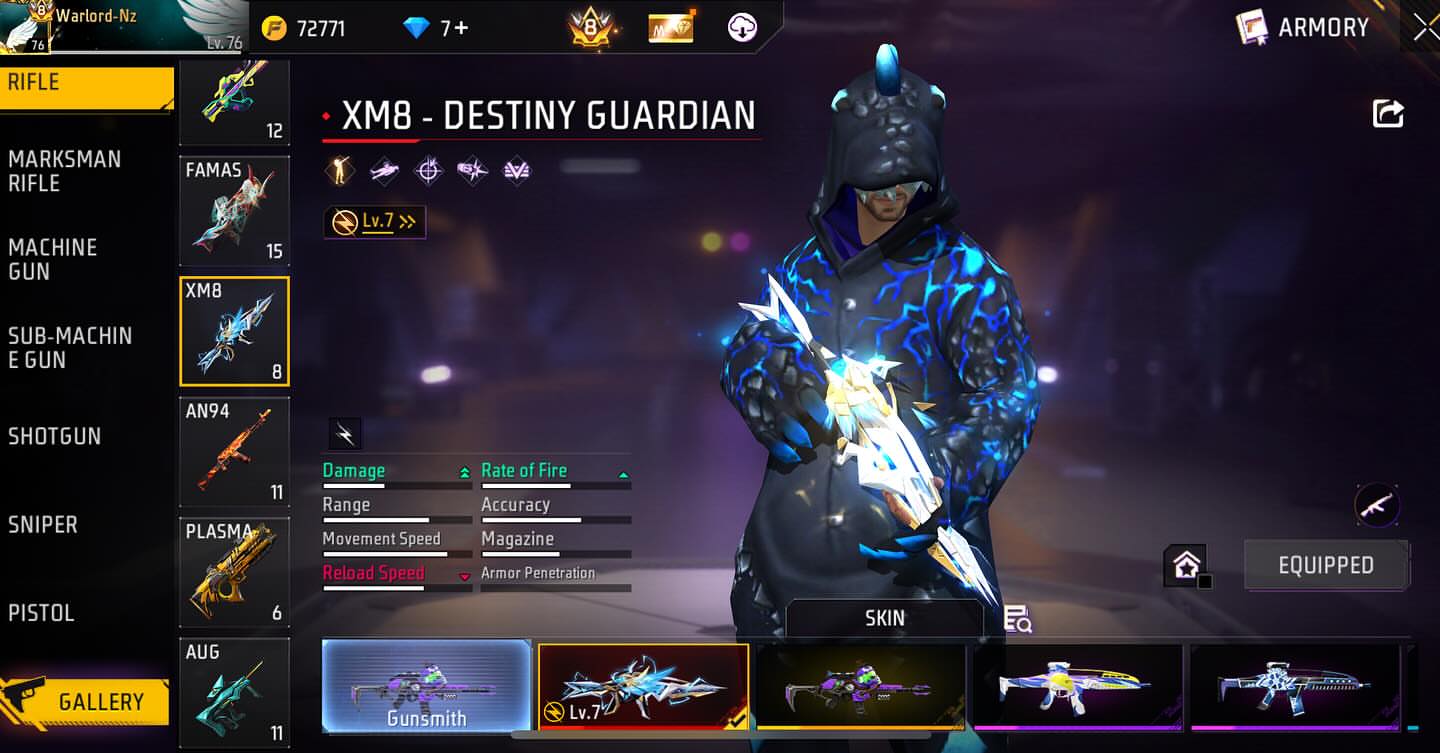 Warlord-Nz
76
Lv. 76
72771
7+
8
ARMORY
RIFLE
MARKSMAN
RIFLE
MACHINE
GUN
SUB-MACHIN
E GUN
SHOTGUN
SNIPER
PISTOL
GALLERY
12
FAMAS
15
XM8
8
AN94
11
PLASMA
6
AUG
11
XM8 - DESTINY GUARDIAN
Lv.7
Damage
Rate of Fire
Range
Accuracy
Movement Speed
Magazine
Reload Speed
Armor Penetration
EQUIPPED
SKIN
Gunsmith
Lv.7